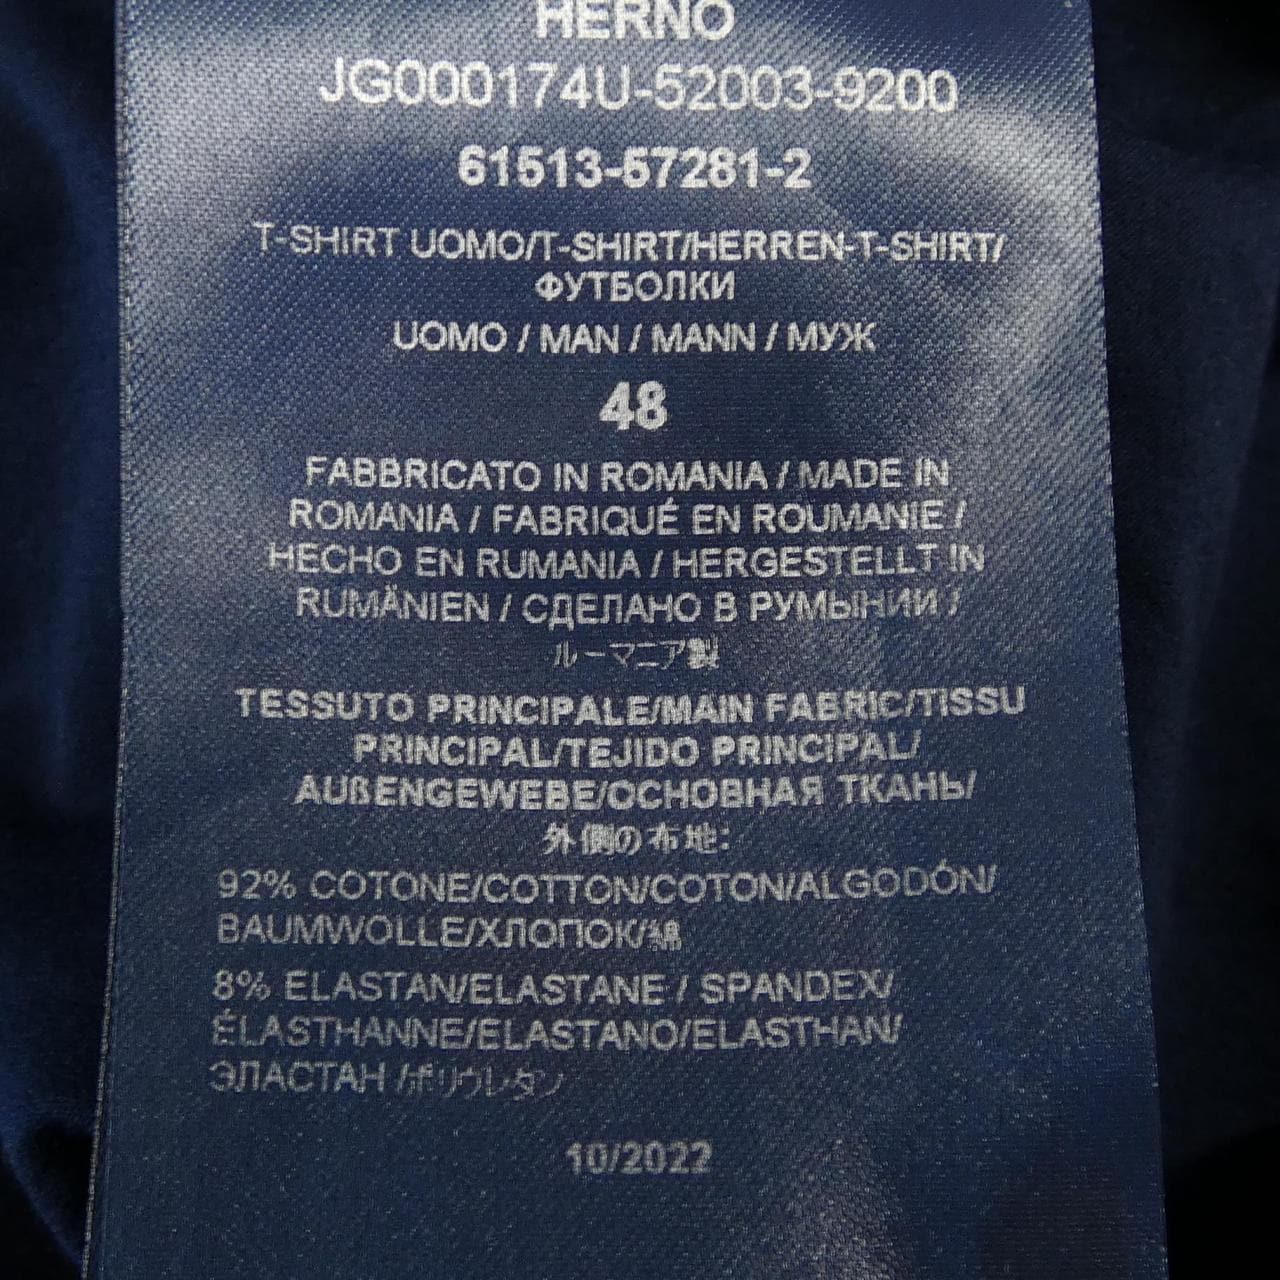 HERNO
JG000174U-52003-9200
61513-57281-2
T-SHIRT UOMO/T-SHIRT/HERREN-T-SHIRT/
ФУТБОЛКИ
UOMO / MAN / MANN / МУЖ
48
FABBRICATO IN ROMANIA / MADE IN
ROMANIA / FABRIQUÉ EN ROUMANIE /
HECHO EN RUMANIA / HERGESTELLT IN
RUMÄNIEN / СДЕЛАНО В РУМЫНИИ /
ルーマニア製
TESSUTO PRINCIPALE/MAIN FABRIC/TISSU
PRINCIPAL/TEJIDO PRINCIPAL/
AUßENGEWEBE/ОСНОВНАЯ ТКАНЬ/
外側の布地:
92% COTONE/COTTON/COTON/ALGODÓN/
BAUMWOLLE/ХЛОПОК/綿
8% ELASTAN/ELASTANE / SPANDEX/
ÉLASTHANNE/ELASTANO/ELASTHAN/
ЭЛАСТАН /ポリウレタン
10/2022